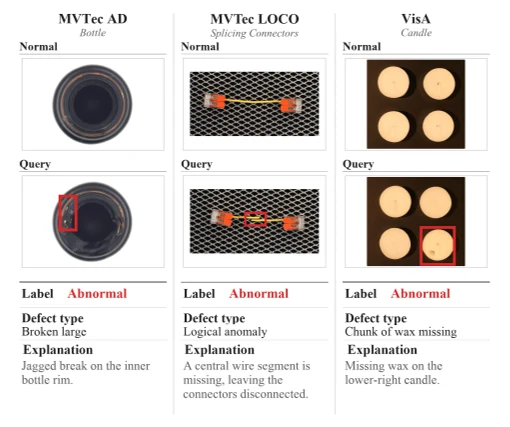 MVTec AD
Bottle
Normal
Query
Label Abnormal
Defect type
Broken large
Explanation
Jagged break on the inner
bottle rim.
MVTec LOCO
Splicing Connectors
Normal
Query
Label Abnormal
Defect type
Logical anomaly
Explanation
A central wire segment is
missing, leaving the
connectors disconnected.
VisA
Candle
Normal
Query
Label Abnormal
Defect type
Chunk of wax missing
Explanation
Missing wax on the
lower-right candle.